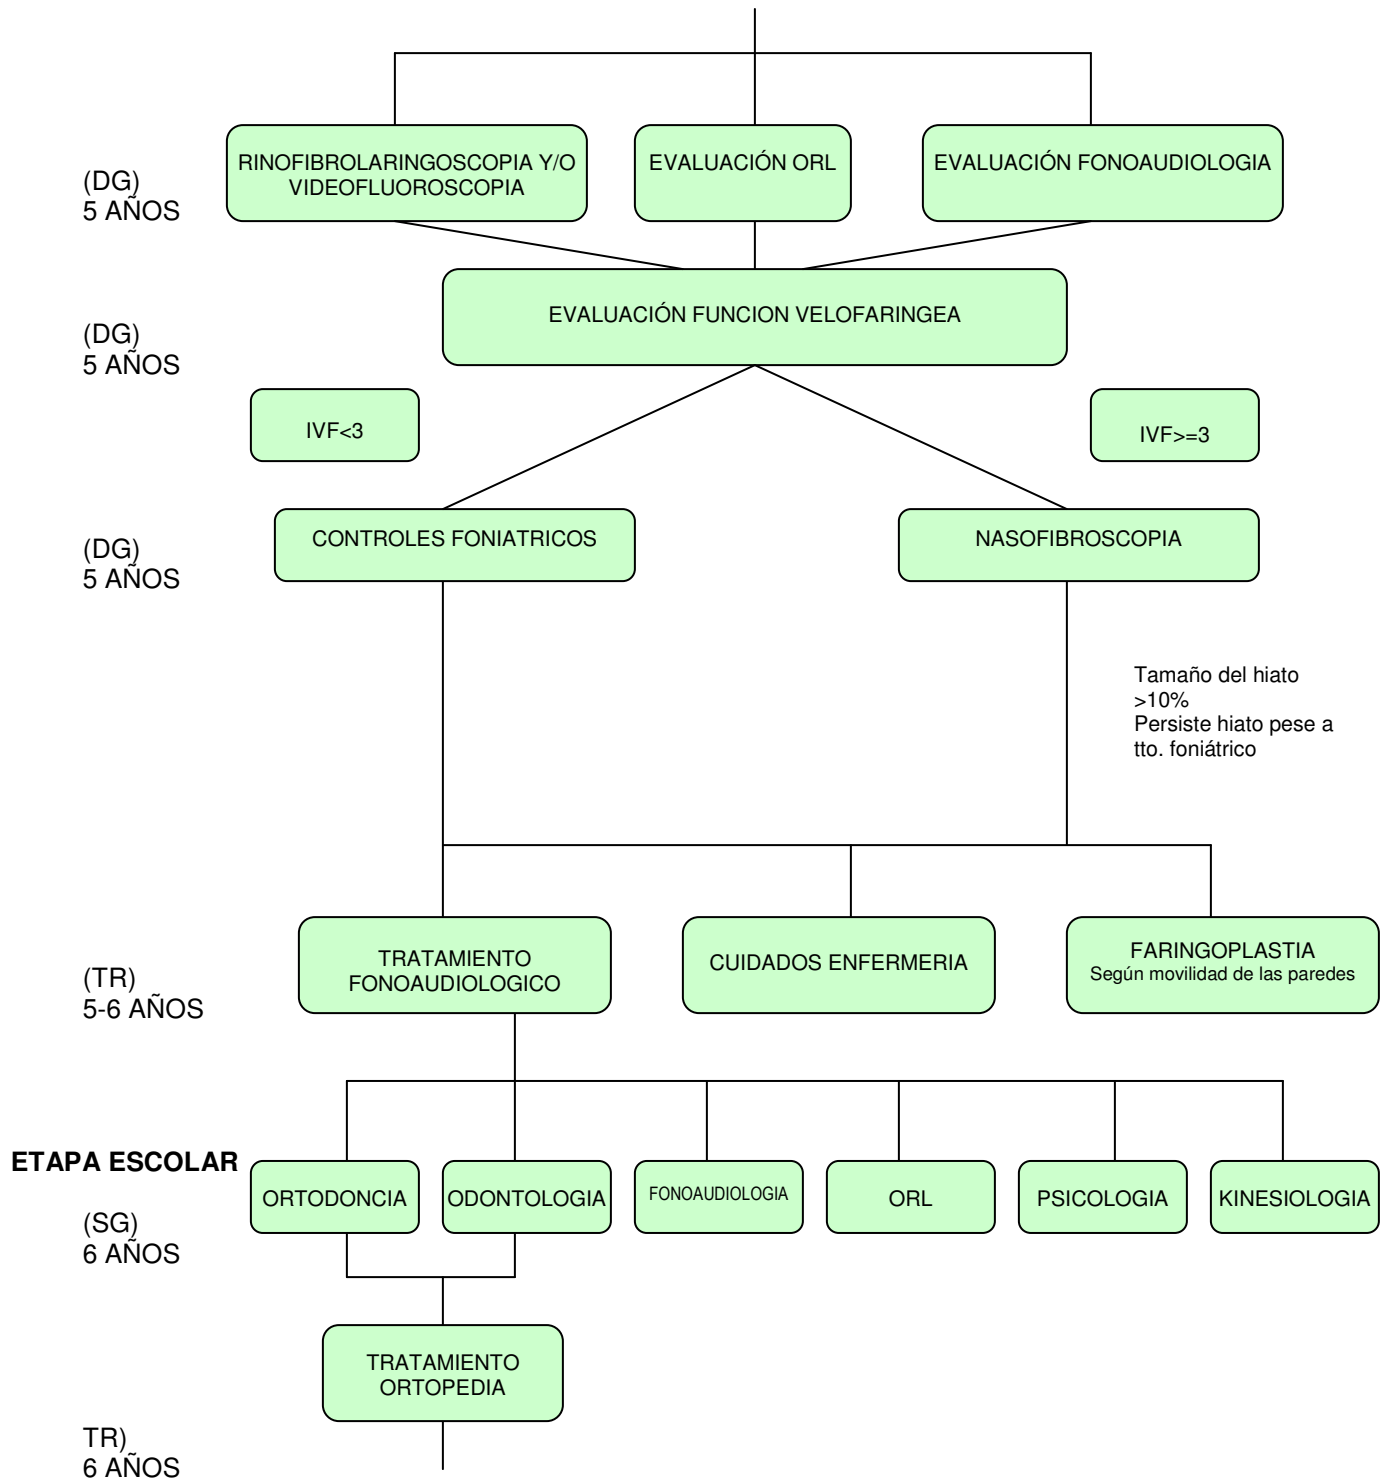 RINOFIBROLARINGOSCOPIA Y/O
VIDEOFLUOROSCOPIA
EVALUACIÓN ORL
EVALUACIÓN FONOAUDIOLOGIA
(DG)
5 AÑOS
EVALUACIÓN FUNCION VELOFARINGEA
(DG)
5 AÑOS
IVF<3
IVF>=3
CONTROLES FONIATRICOS
NASOFIBROSCOPIA
(DG)
5 AÑOS
Tamaño del hiato
>10%
Persiste hiato pese a
tto. foniátrico
TRATAMIENTO
FONOAUDIOLOGICO
CUIDADOS ENFERMERIA
FARINGOPLASTIA
Según movilidad de las paredes
(TR)
5-6 AÑOS
ETAPA ESCOLAR
ORTODONCIA
ODONTOLOGIA
FONOAUDIOLOGIA
ORL
PSICOLOGIA
KINESIOLOGIA
(SG)
6 AÑOS
TRATAMIENTO
ORTOPEDIA
TR)
6 AÑOS